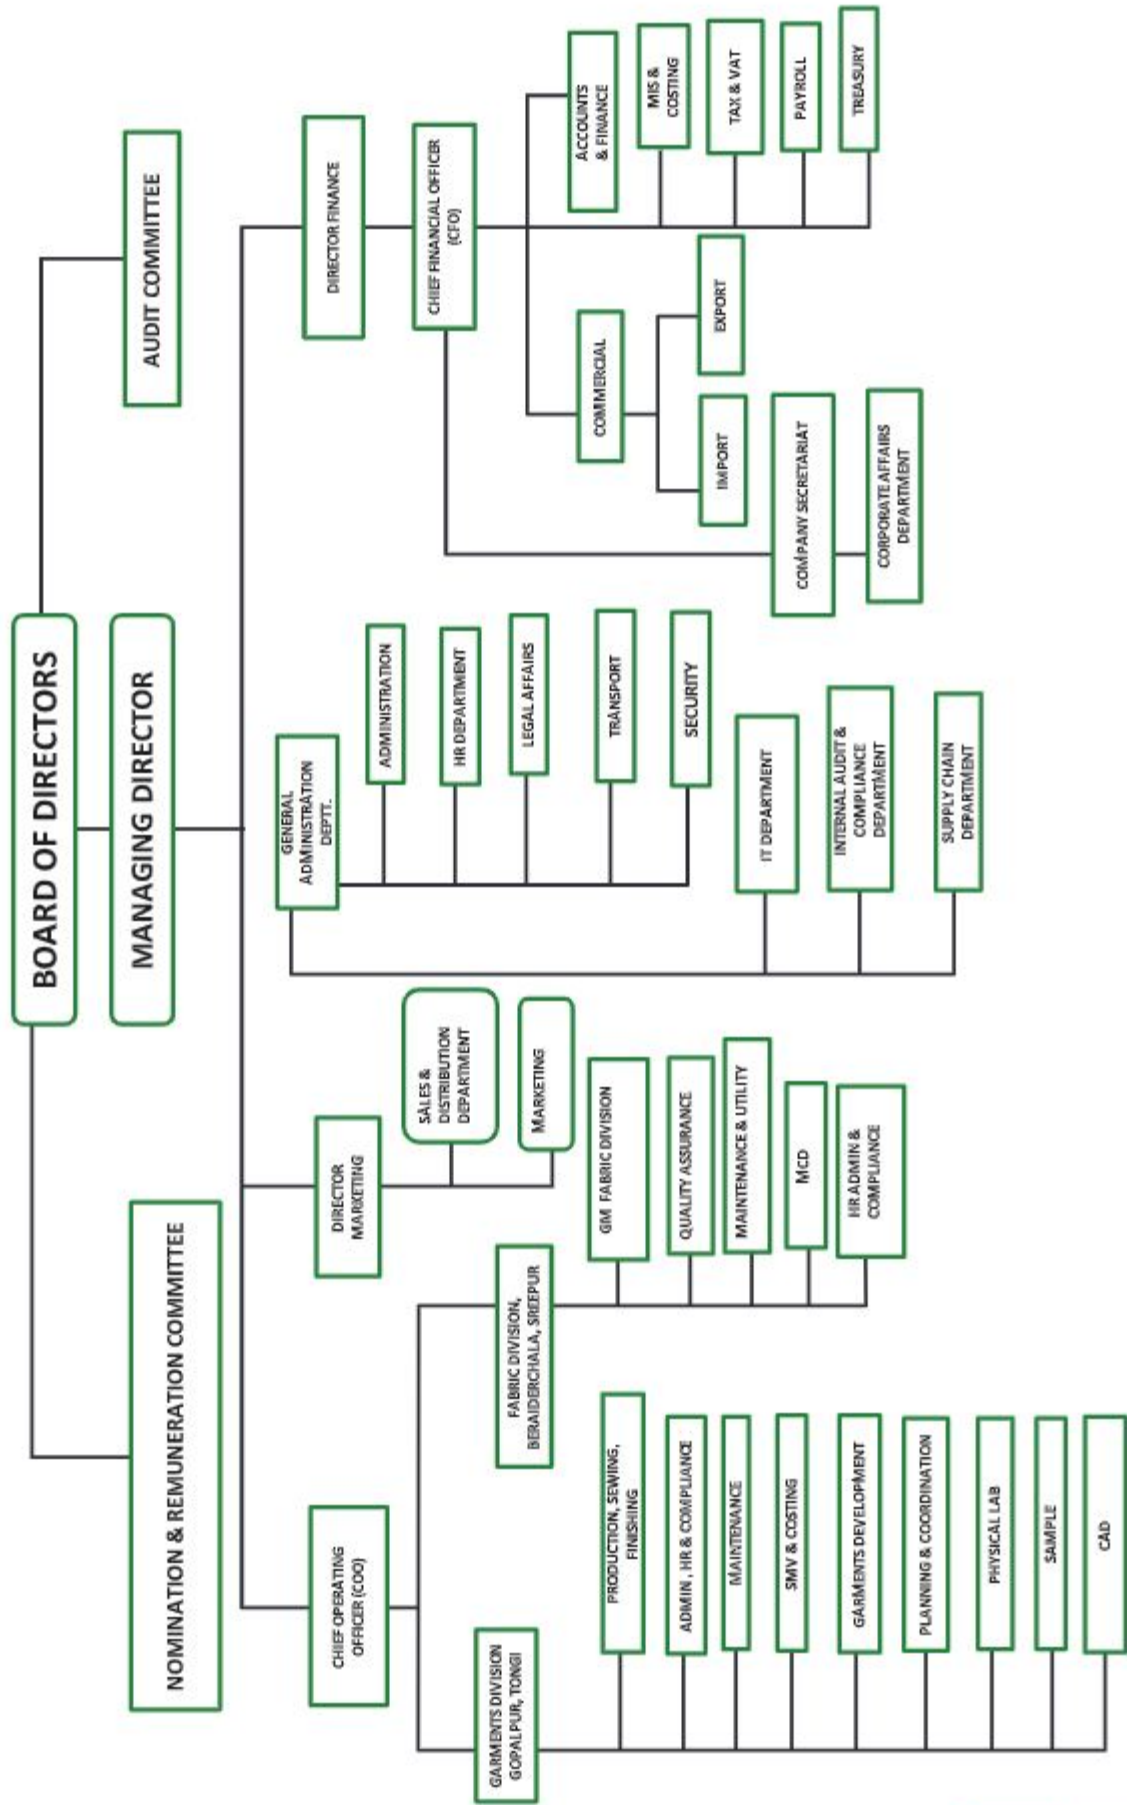 BOARD OF DIRECTORS
MANAGING DIRECTOR
NOMINATION & REMUNERATION COMMITTEE
AUDIT COMMITTEE
CHIEF OPERATING
OFFICER (COO)
GARMENTS DIVISION
GOPALPUR, TONGI
PRODUCTION, SEWING,
FINISHING
ADMIN , HR & COMPLIANCE
MAINTENANCE
SMV & COSTING
GARMENTS DEVELOPMENT
PLANNING & COORDINATION
PHYSICAL LAB
SAMPLE
CAD
FABRIC DIVISION,
BERAIDERCHALA, SREEPUR
GM FABRIC DIVISION
QUALITY ASSURANCE
MAINTENANCE & UTILITY
MCD
HR ADMIN &
COMPLIANCE
DIRECTOR
MARKETING
SALES &
DISTRIBUTION
DEPARTMENT
MARKETING
GENERAL
ADMINISTRATION
DEPTT.
ADMINISTRATION
HR DEPARTMENT
LEGAL AFFAIRS
TRANSPORT
SECURITY
IT DEPARTMENT
INTERNAL AUDIT &
COMPLIANCE
DEPARTMENT
SUPPLY CHAIN
DEPARTMENT
DIRECTOR FINANCE
CHIEF FINANCIAL OFFICER
(CFO)
COMMERCIAL
IMPORT
EXPORT
COMPANY SECRETARIAT
CORPORATE AFFAIRS
DEPARTMENT
ACCOUNTS
& FINANCE
MIS &
COSTING
TAX & VAT
PAYROLL
TREASURY